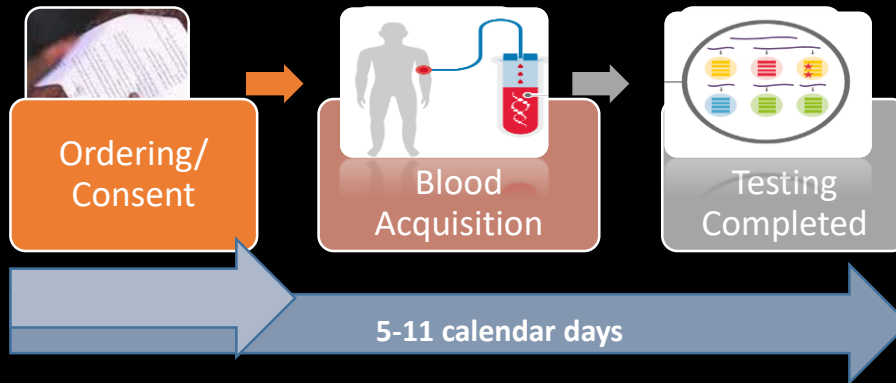 Ordering/
Consent
Blood
Acquisition
Testing
Completed
5-11 calendar days